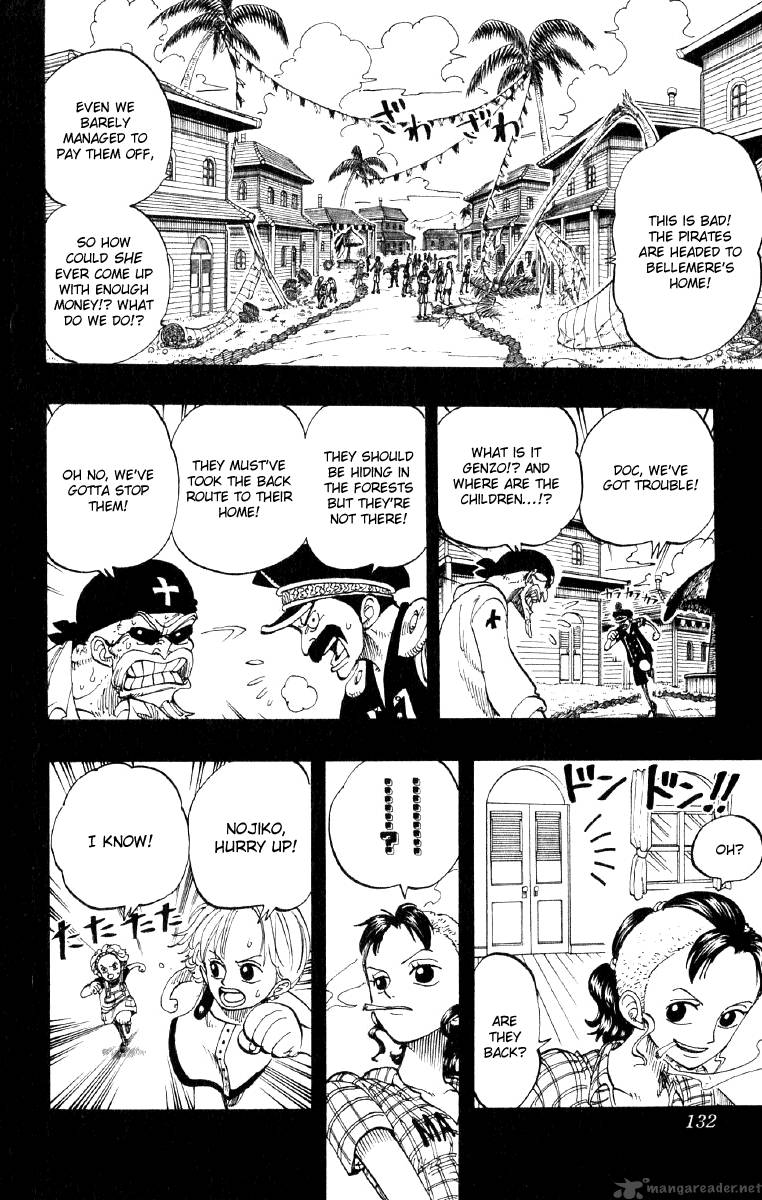 THIS IS BAD!
THE PIRATES
ARE HEADED TO
BELLEMERE'S
HOME!
ざわ ざわ
EVEN WE
BARELY
MANAGED TO
PAY THEM OFF,
SO HOW
COULD SHE
EVER COME UP
WITH ENOUGH
MONEY!? WHAT
DO WE DO!?
DOC, WE'VE
GOT TROUBLE!
WHAT IS IT
GENZO!? AND
WHERE ARE THE
CHILDREN...!?
THEY SHOULD
BE HIDING IN
THE FORESTS
BUT THEY'RE
NOT THERE!
THEY MUST'VE
TOOK THE BACK
ROUTE TO THEIR
HOME!
OH NO, WE'VE
GOTTA STOP
THEM!
ドンドン!!
OH?
ARE
THEY
BACK?
!!
?
MA
NOJIKO,
HURRY UP!
I KNOW!
たたたたっ
132
mangareader.net